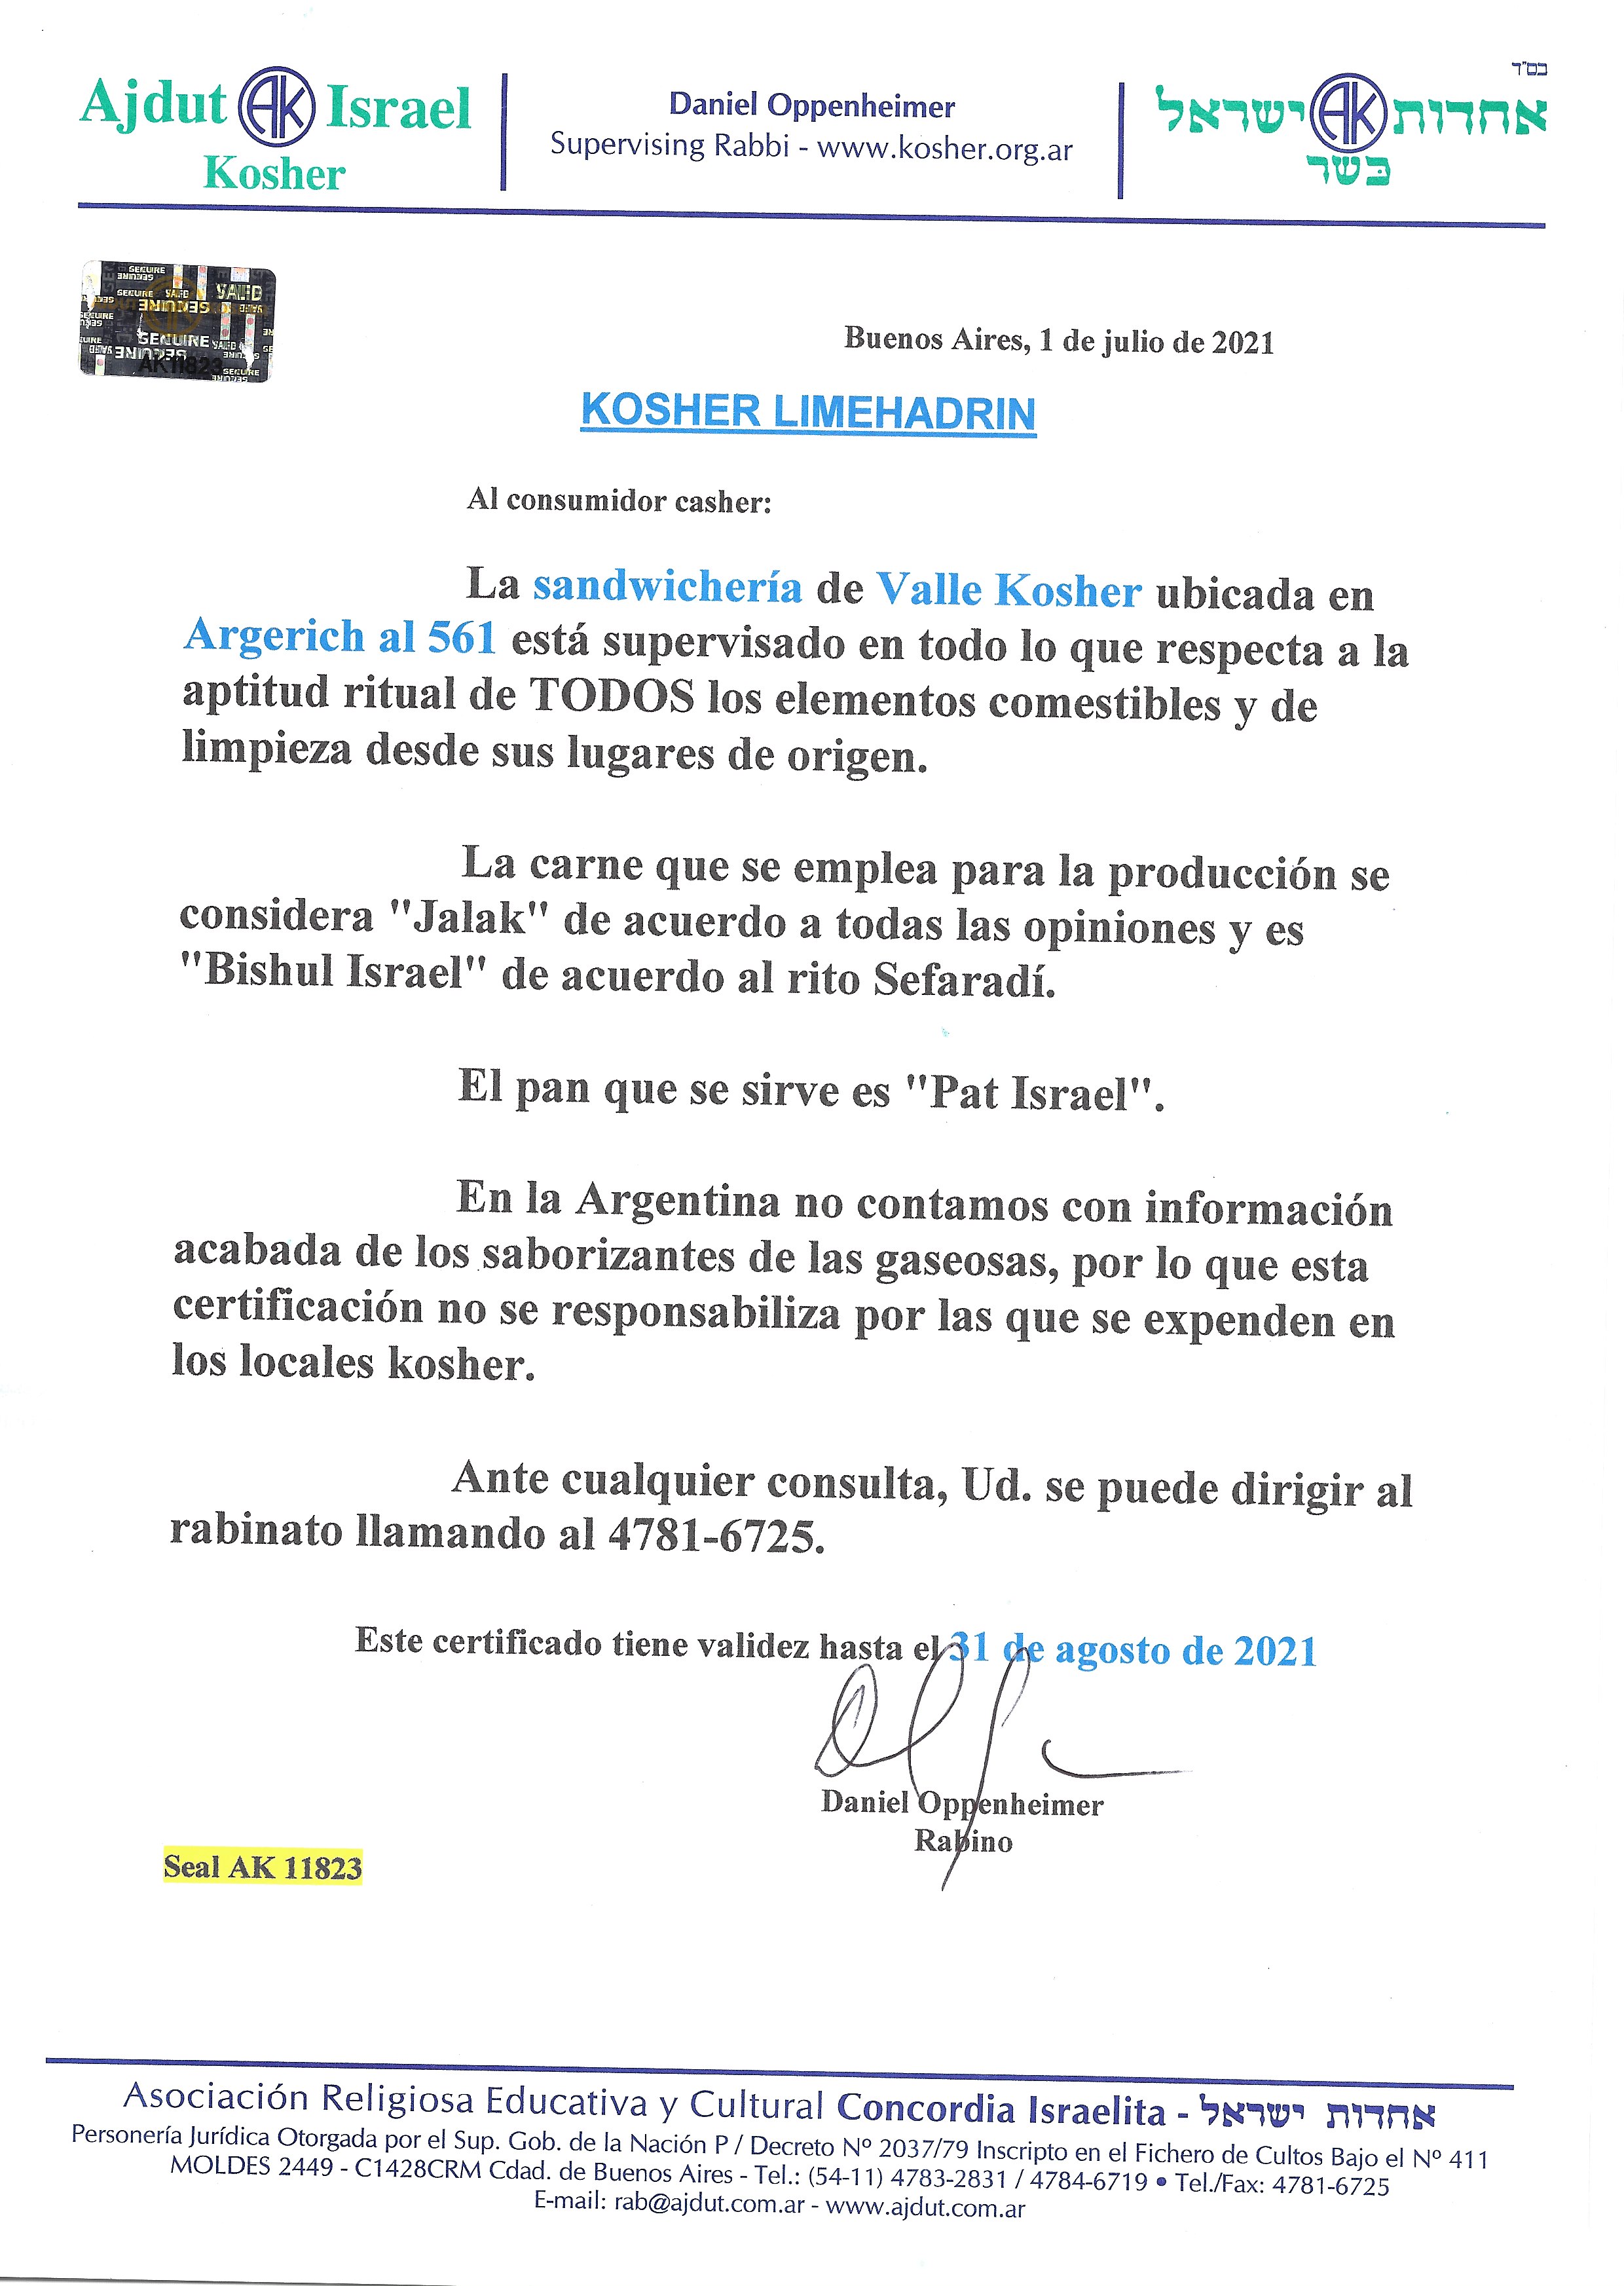 בס"ד
Ajdut AK Israel
Kosher
Daniel Oppenheimer
Supervising Rabbi - www.kosher.org.ar
אחדות AK ישראל
כשר
SECURE
VALID
GENUINE
AK11823
Buenos Aires, 1 de julio de 2021
KOSHER LIMEHADRIN
Al consumidor casher:
La sandwichería de Valle Kosher ubicada en
Argerich al 561 está supervisado en todo lo que respecta a la
aptitud ritual de TODOS los elementos comestibles y de
limpieza desde sus lugares de origen.
La carne que se emplea para la producción se
considera "Jalak" de acuerdo a todas las opiniones y es
"Bishul Israel" de acuerdo al rito Sefaradí.
El pan que se sirve es "Pat Israel".
En la Argentina no contamos con información
acabada de los saborizantes de las gaseosas, por lo que esta
certificación no se responsabiliza por las que se expenden en
los locales kosher.
Ante cualquier consulta, Ud. se puede dirigir al
rabinato llamando al 4781-6725.
Este certificado tiene validez hasta el 31 de agosto de 2021
Daniel Oppenheimer
Rabino
Seal AK 11823
Asociación Religiosa Educativa y Cultural Concordia Israelita - אחדות ישראל
Personería Jurídica Otorgada por el Sup. Gob. de la Nación P / Decreto Nº 2037/79 Inscripto en el Fichero de Cultos Bajo el Nº 411
MOLDES 2449 - C1428CRM Cdad. de Buenos Aires - Tel.: (54-11) 4783-2831 / 4784-6719 • Tel./Fax: 4781-6725
E-mail: rab@ajdut.com.ar - www.ajdut.com.ar